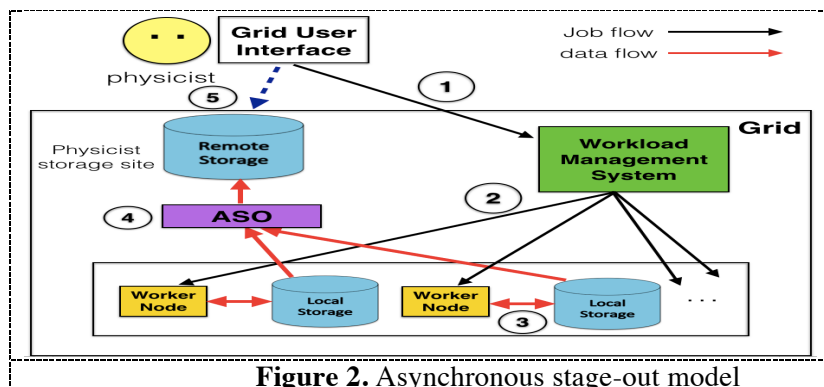 Grid User
Interface
Job flow
data flow
physicist
1
5
Grid
Physicist
storage site
Remote
Storage
Workload
Management
System
2
4
ASO
Worker
Node
Local
Storage
Worker
Node
Local
Storage
...
3
Figure 2. Asynchronous stage-out model